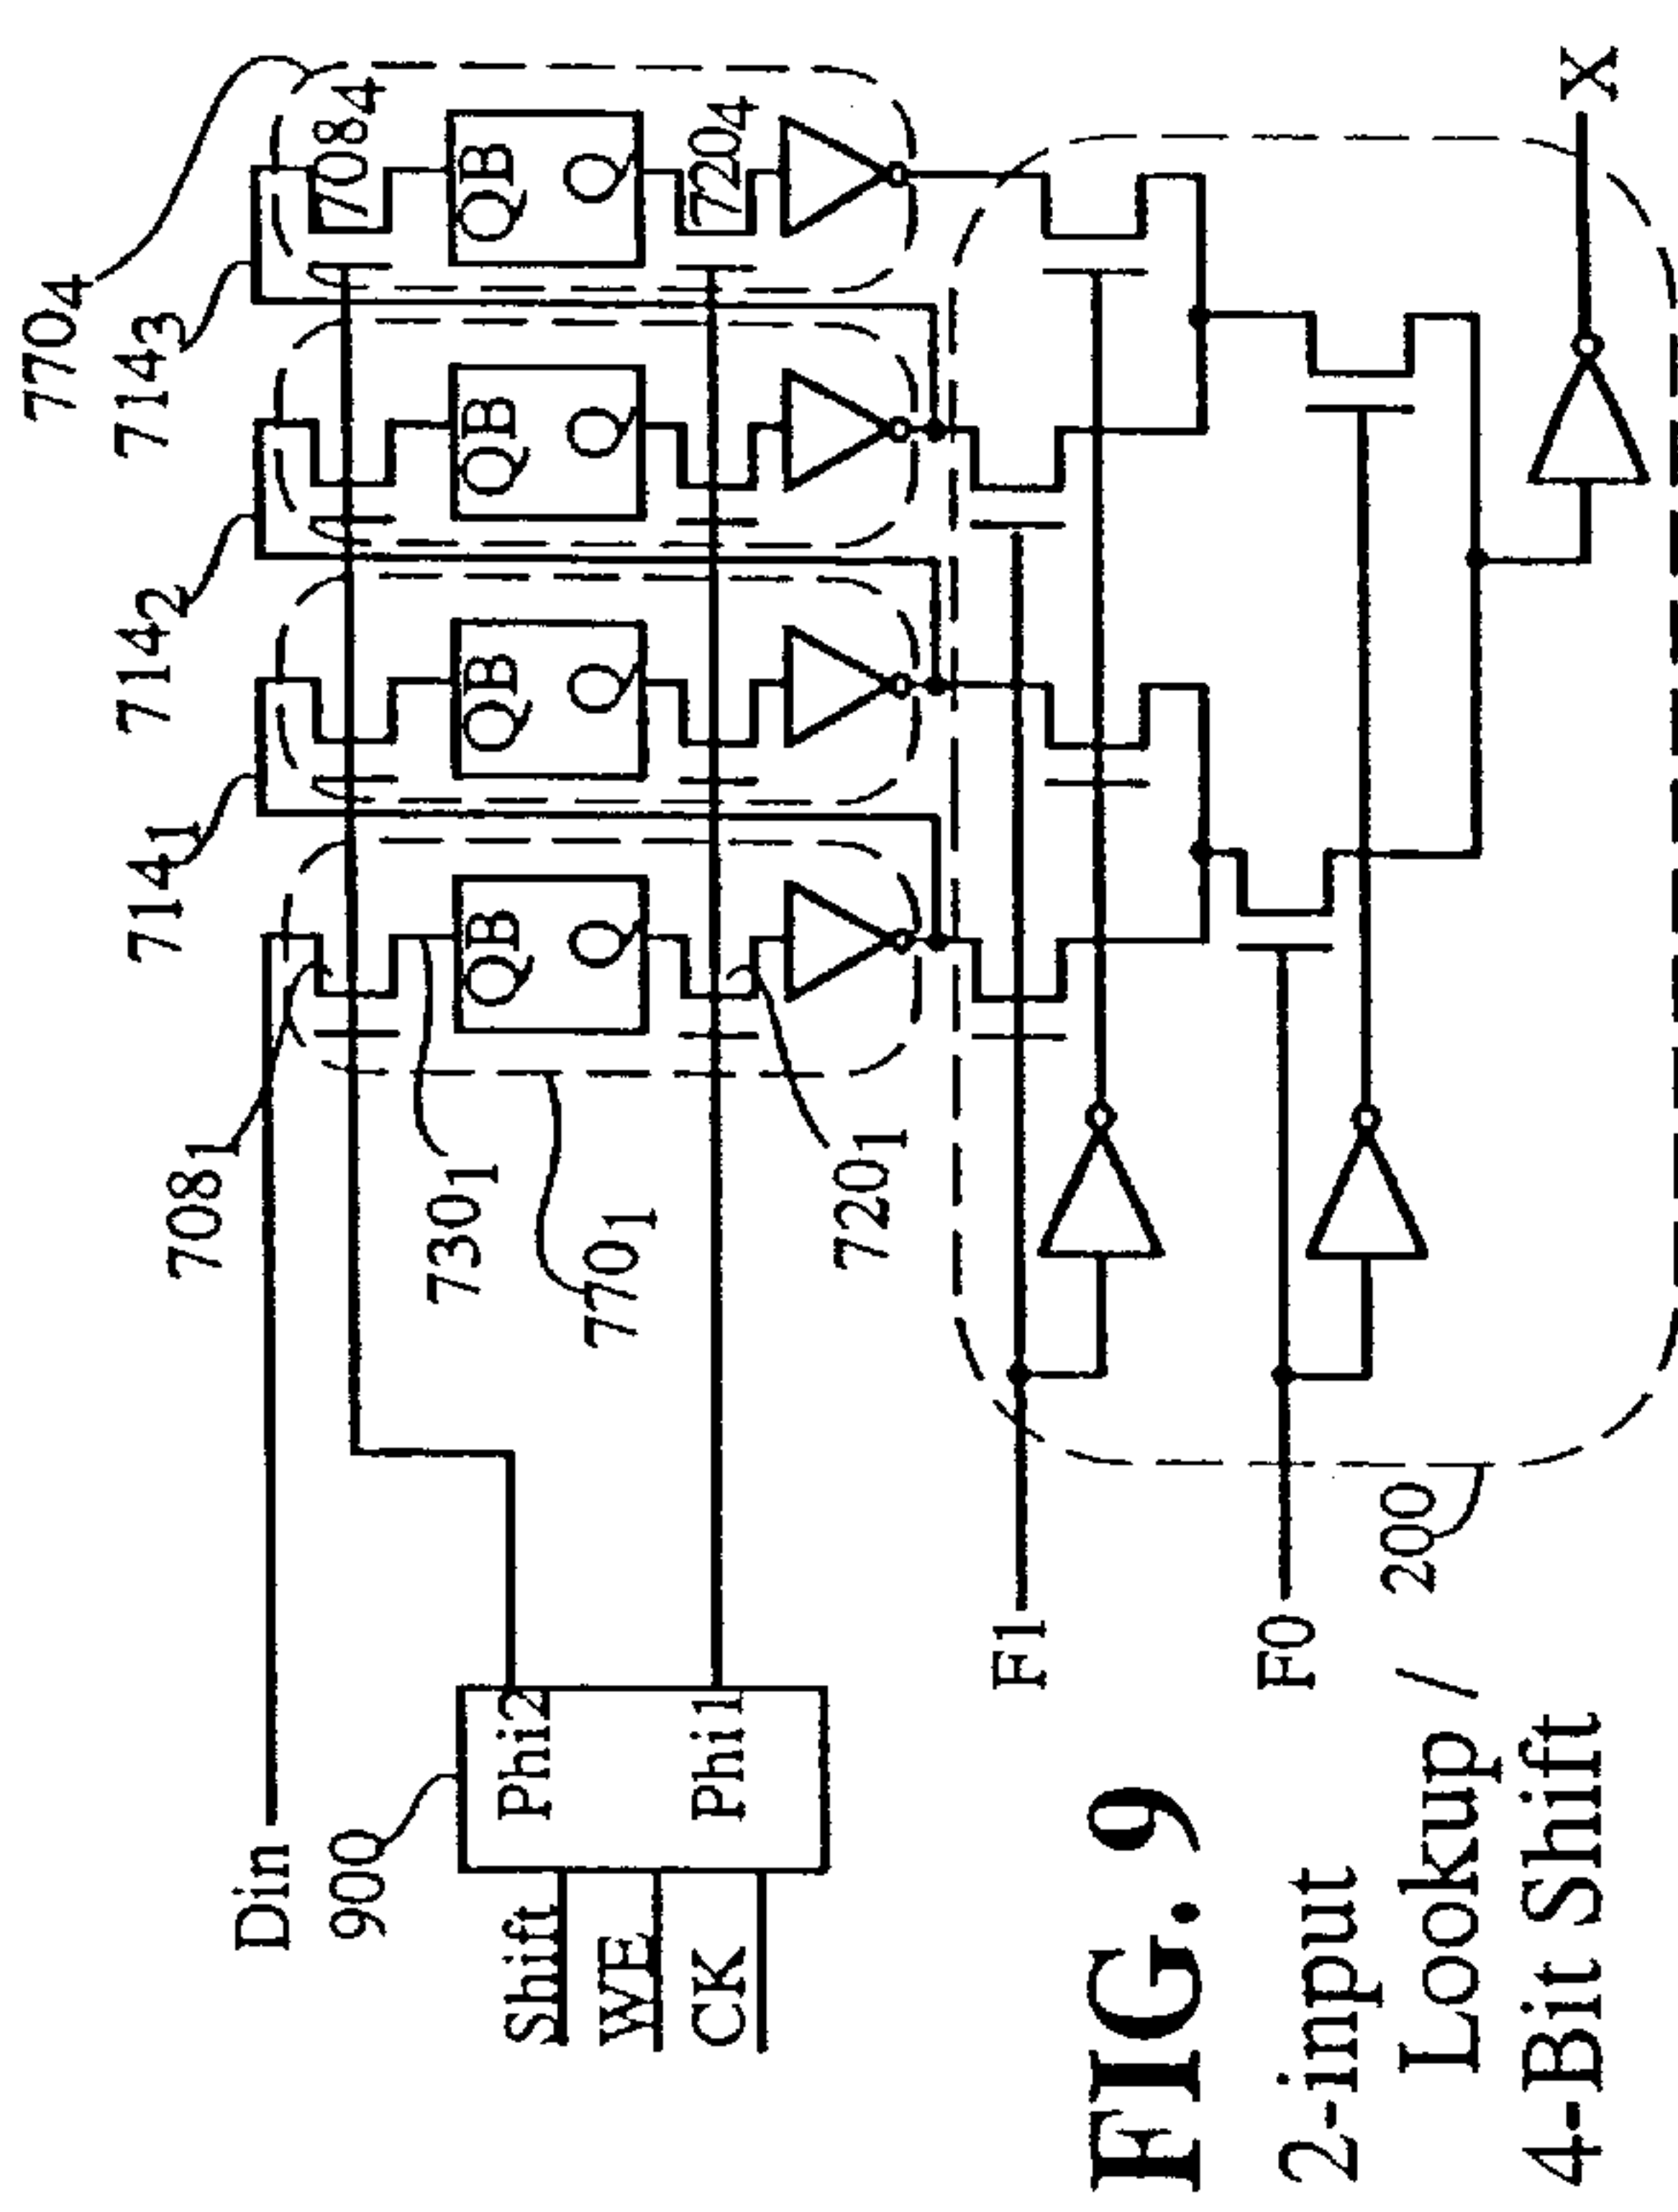 Din
900
Shift
WE
CK
Phi2
Phi1
708₁
730₁
770₁
720₁
714₁
714₂
714₃
770₄
708₄
720₄
QB
Q
QB
Q
QB
Q
QB
Q
F1
F0
200
X
FIG. 9
2-input
Lookup /
4-Bit Shift